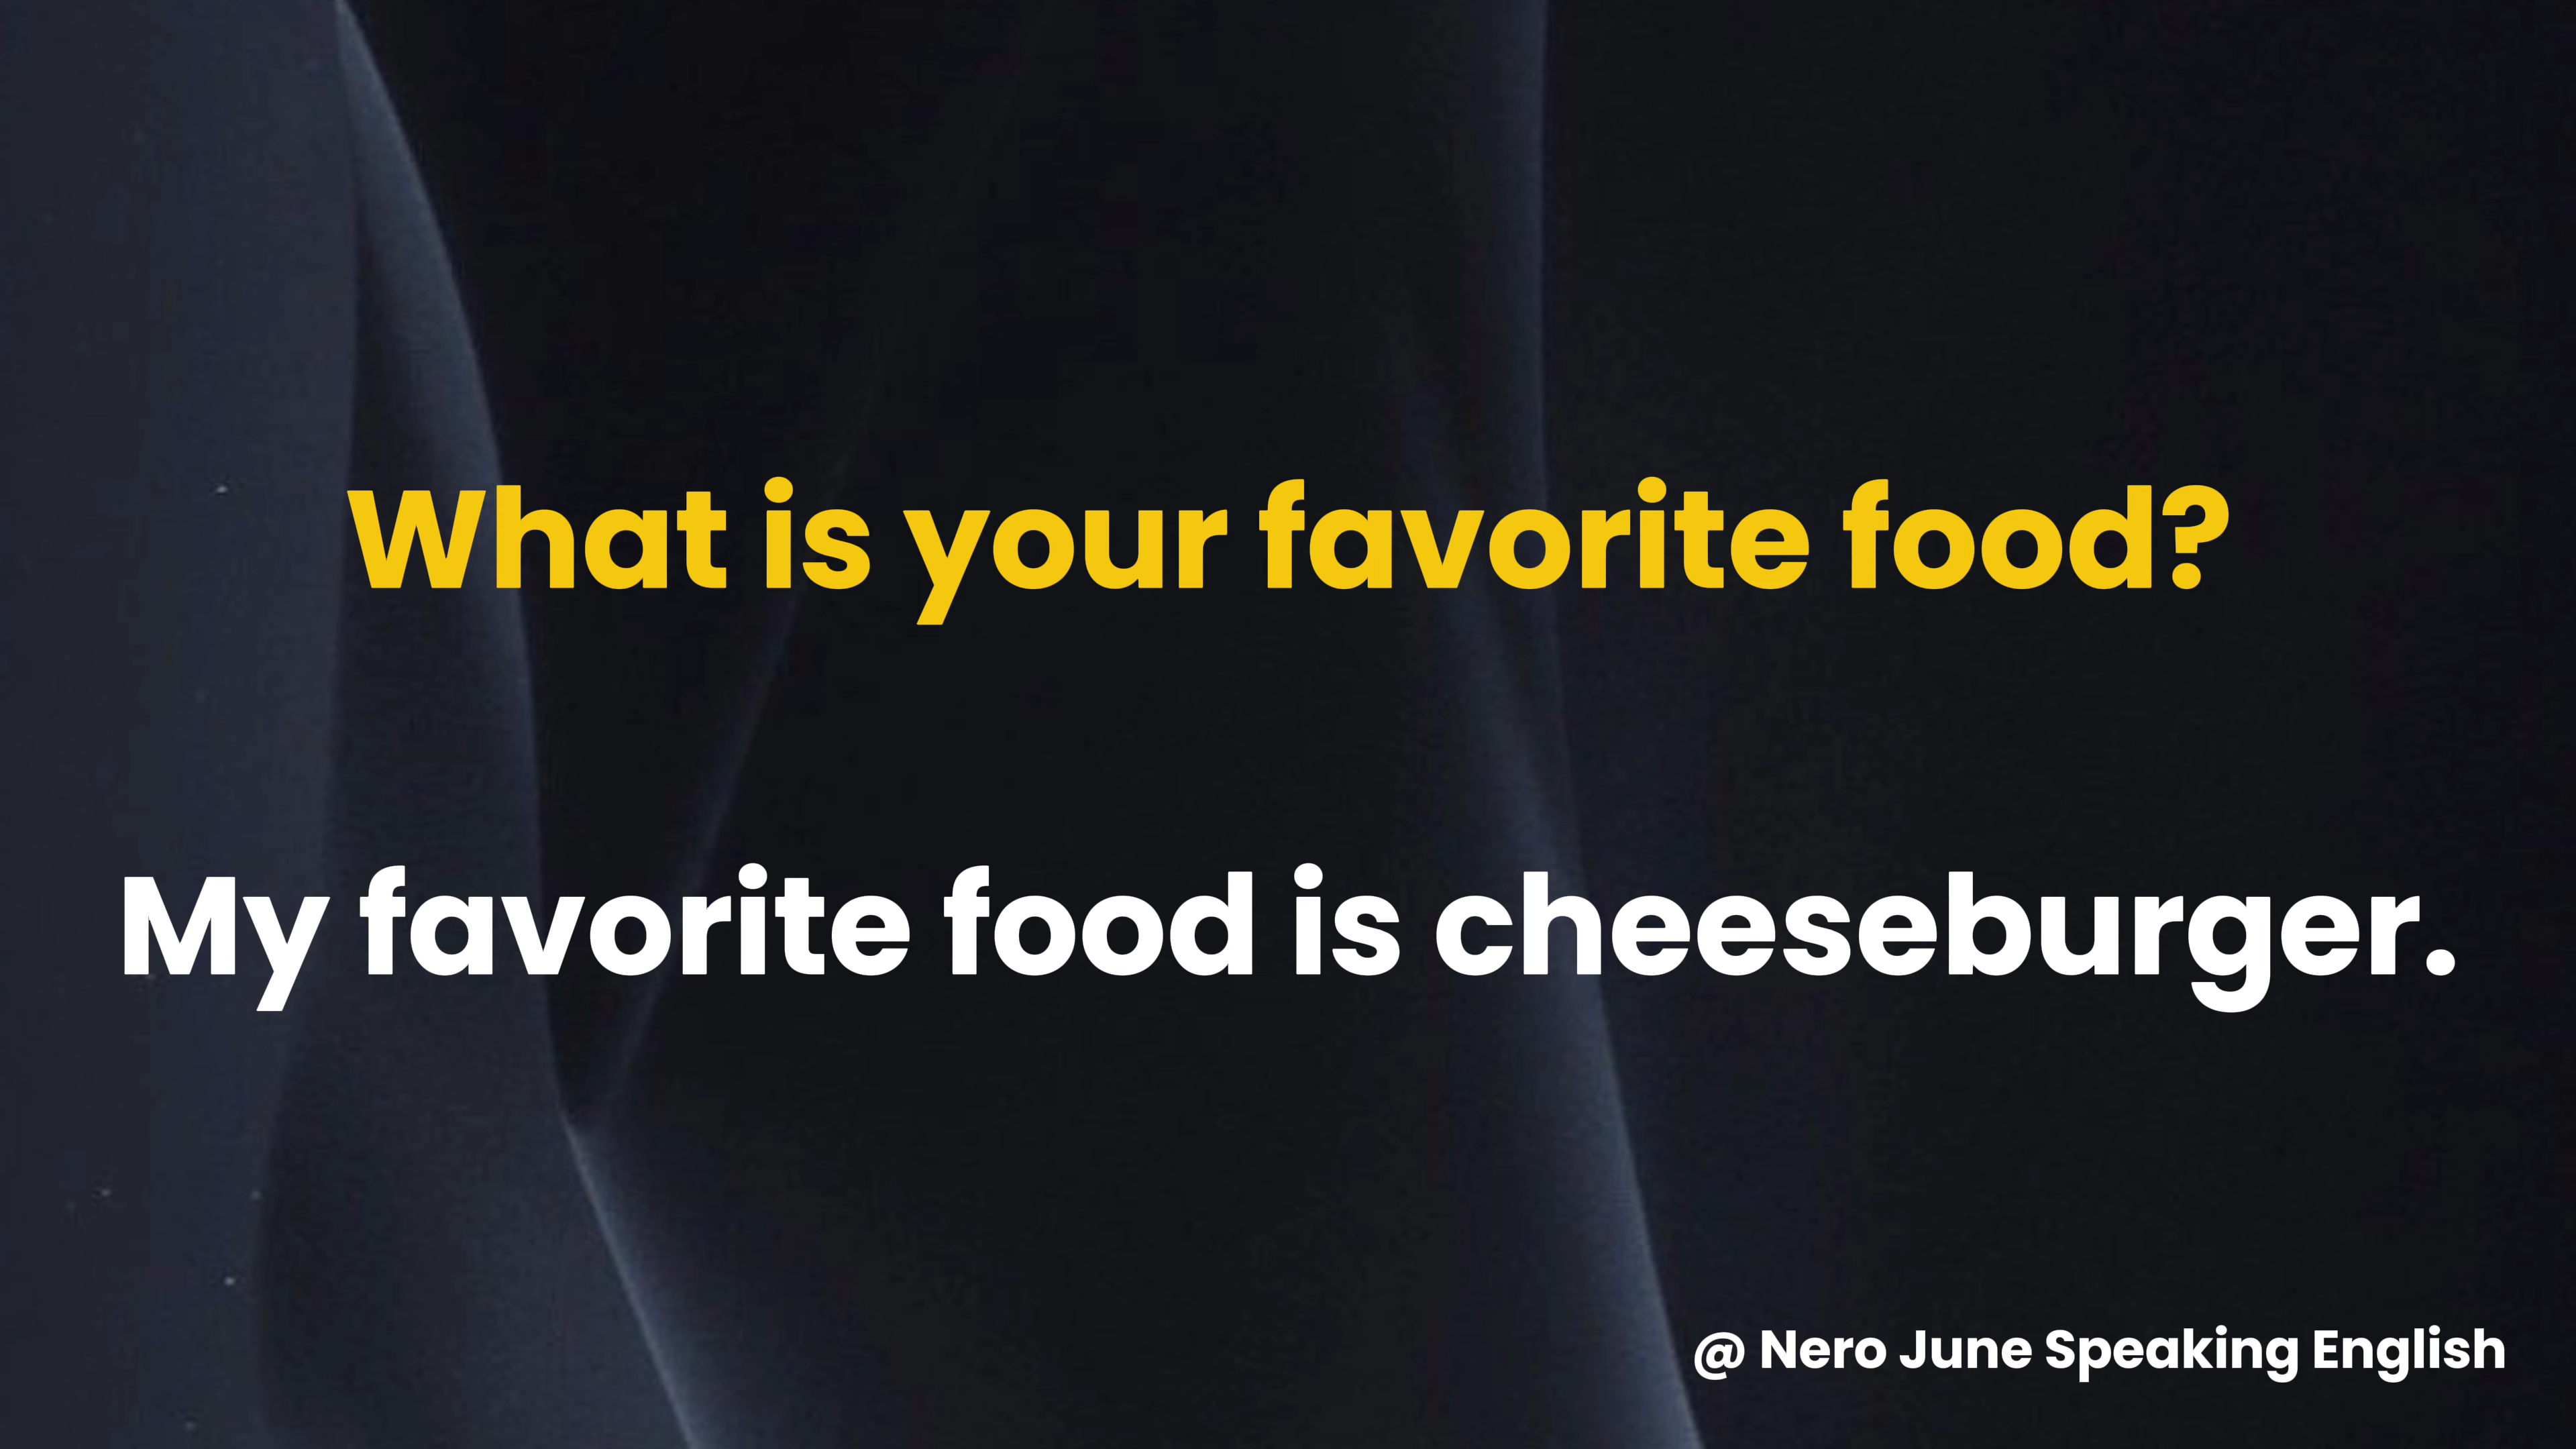 What is your favorite food?
My favorite food is cheeseburger.
@ Nero June Speaking English